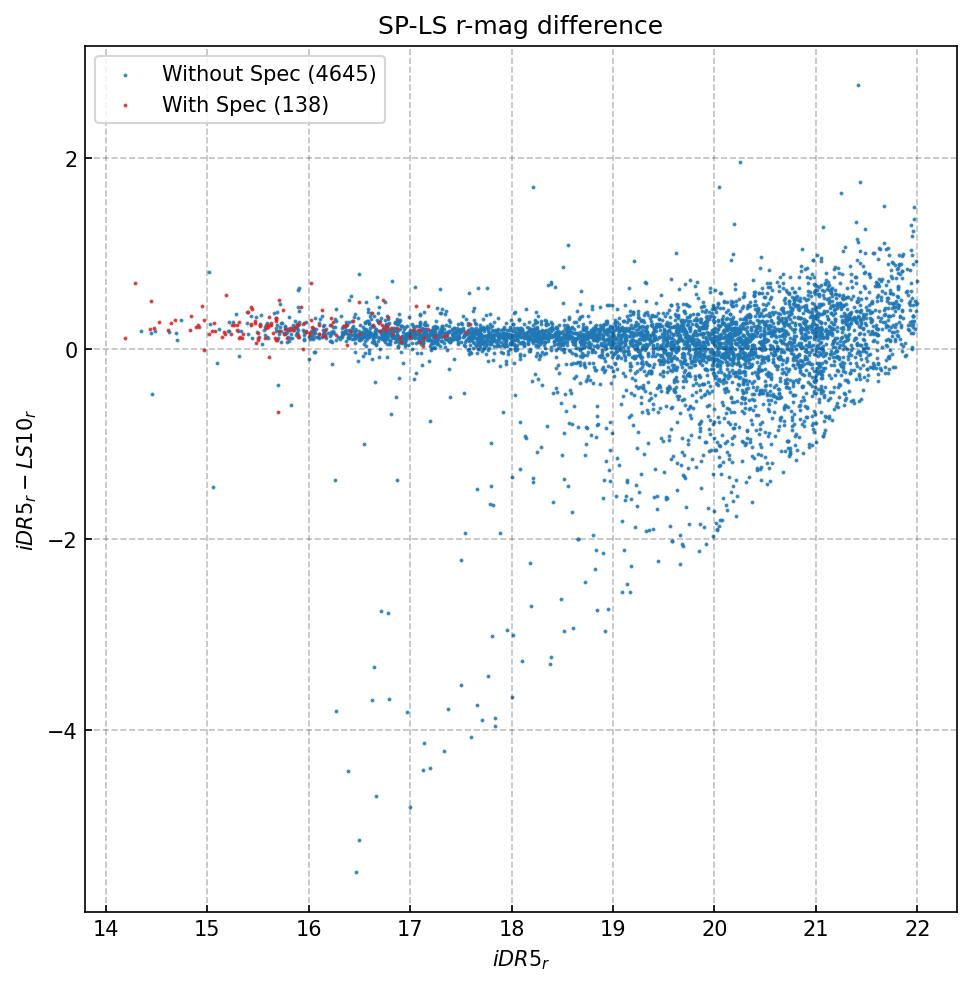 SP-LS r-mag difference
Without Spec (4645)
With Spec (138)
2
0
−2
−4
iDR5r − LS10r
14 15 16 17 18 19 20 21 22
iDR5r